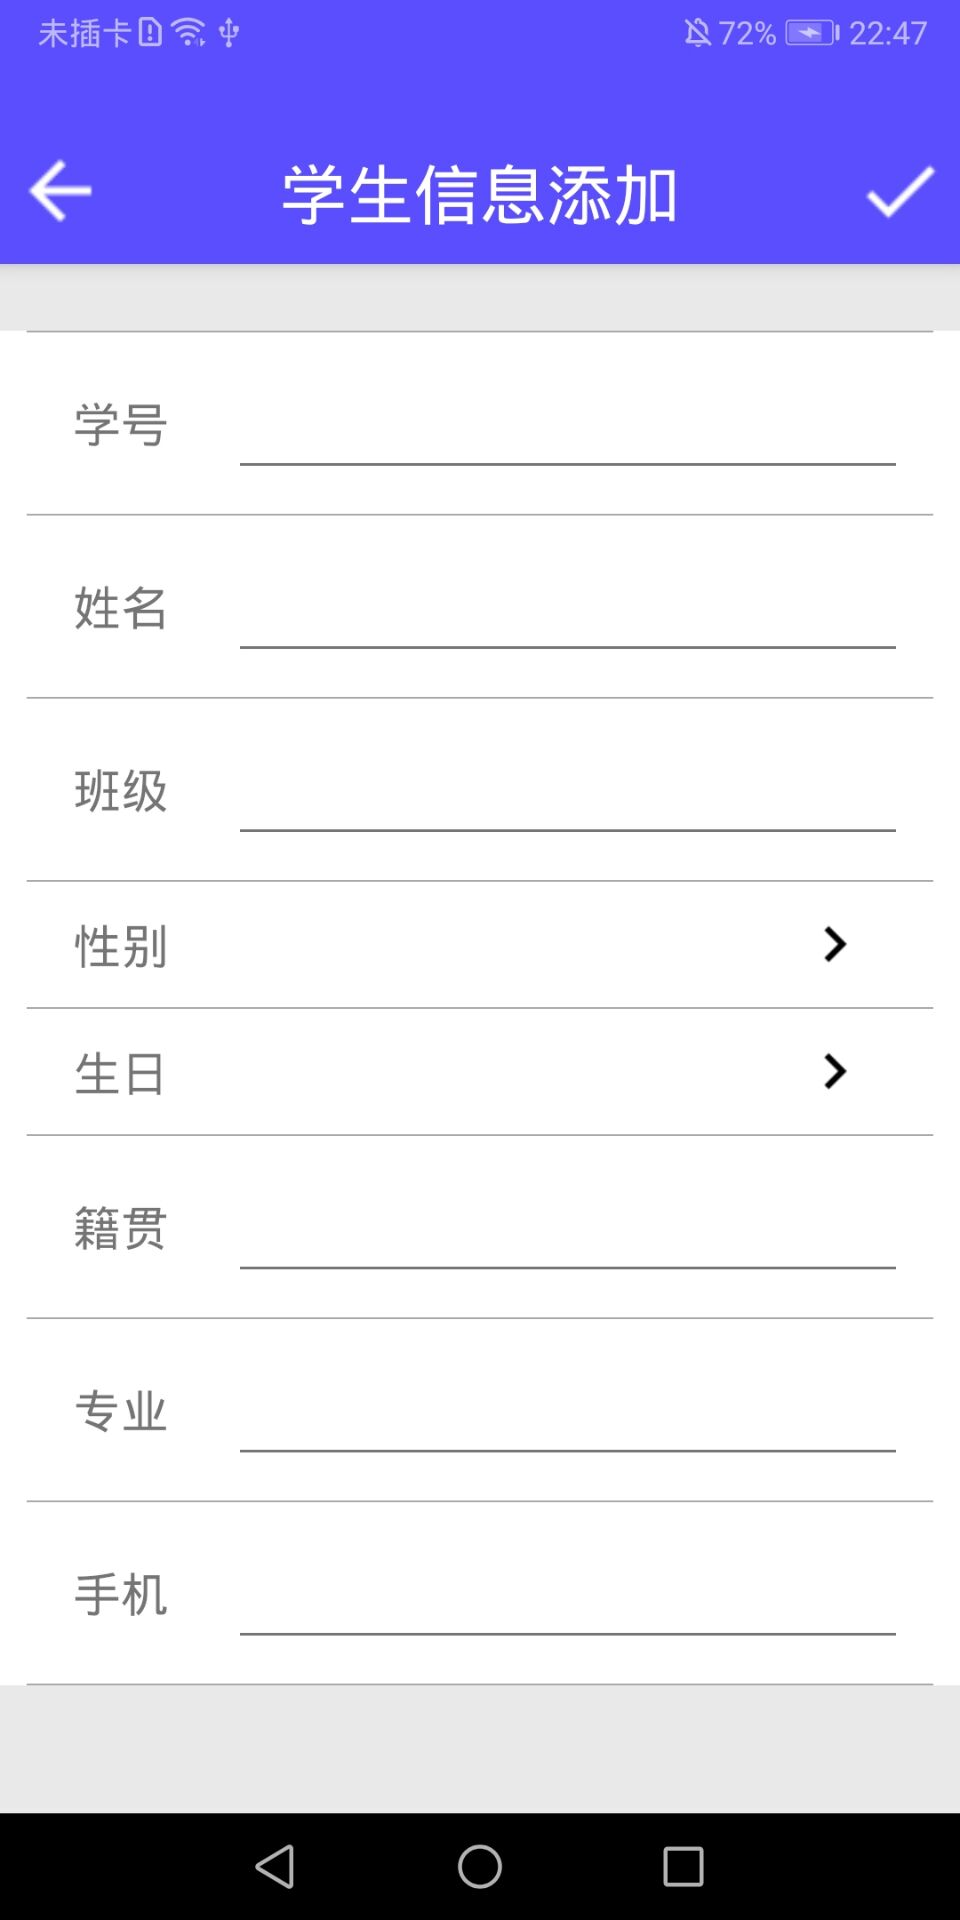 未插卡 72% 22:47
学生信息添加
学号
姓名
班级
性别
生日
籍贯
专业
手机